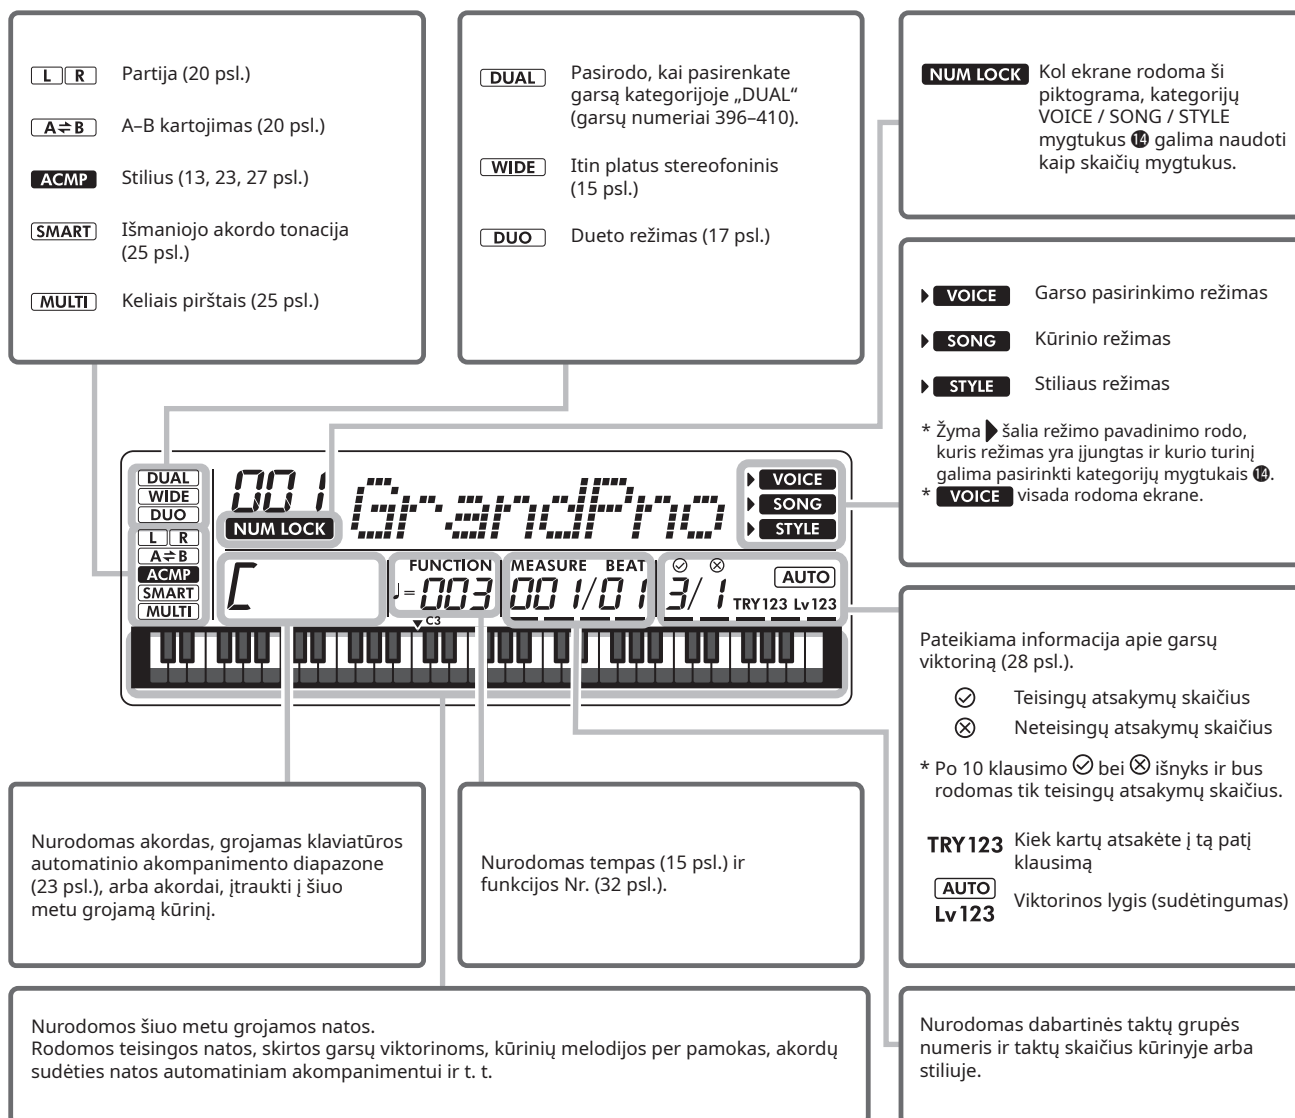 L R Partija (20 psl.)
A⇌B A–B kartojimas (20 psl.)
ACMP Stilius (13, 23, 27 psl.)
SMART Išmaniojo akordo tonacija
(25 psl.)
MULTI Keliais pirštais (25 psl.)
DUAL Pasirodo, kai pasirenkate
garsą kategorijoje „DUAL“
(garsų numeriai 396–410).
WIDE Itin platus stereofoninis
(15 psl.)
DUO Dueto režimas (17 psl.)
NUM LOCK Kol ekrane rodoma ši
piktograma, kategorijų
VOICE / SONG / STYLE
mygtukus ⓮ galima naudoti
kaip skaičių mygtukus.
VOICE Garso pasirinkimo režimas
SONG Kūrinio režimas
STYLE Stiliaus režimas
* Žyma šalia režimo pavadinimo rodo,
kuris režimas yra įjungtas ir kurio turinį
galima pasirinkti kategorijų mygtukais ⓮.
* VOICE visada rodoma ekrane.
DUAL
WIDE
DUO
L R
A⇌B
ACMP
SMART
MULTI
001 GrandPno
NUM LOCK
VOICE
SONG
STYLE
C
FUNCTION
♩= 003
MEASURE BEAT
001/01
3/1
AUTO
TRY123 Lv123
C3
Pateikiama informacija apie garsų
viktoriną (28 psl.).
Teisingų atsakymų skaičius
Neteisingų atsakymų skaičius
* Po 10 klausimo bei išnyks ir bus
rodomas tik teisingų atsakymų skaičius.
TRY123 Kiek kartų atsakėte į tą patį
klausimą
AUTO
Lv123 Viktorinos lygis (sudėtingumas)
Nurodomas akordas, grojamas klaviatūros
automatinio akompanimento diapazone
(23 psl.), arba akordai, įtraukti į šiuo
metu grojamą kūrinį.
Nurodomas tempas (15 psl.) ir
funkcijos Nr. (32 psl.).
Nurodomos šiuo metu grojamos natos.
Rodomos teisingos natos, skirtos garsų viktorinoms, kūrinių melodijos per pamokas, akordų
sudėties natos automatiniam akompanimentui ir t. t.
Nurodomas dabartinės taktų grupės
numeris ir taktų skaičius kūrinyje arba
stiliuje.